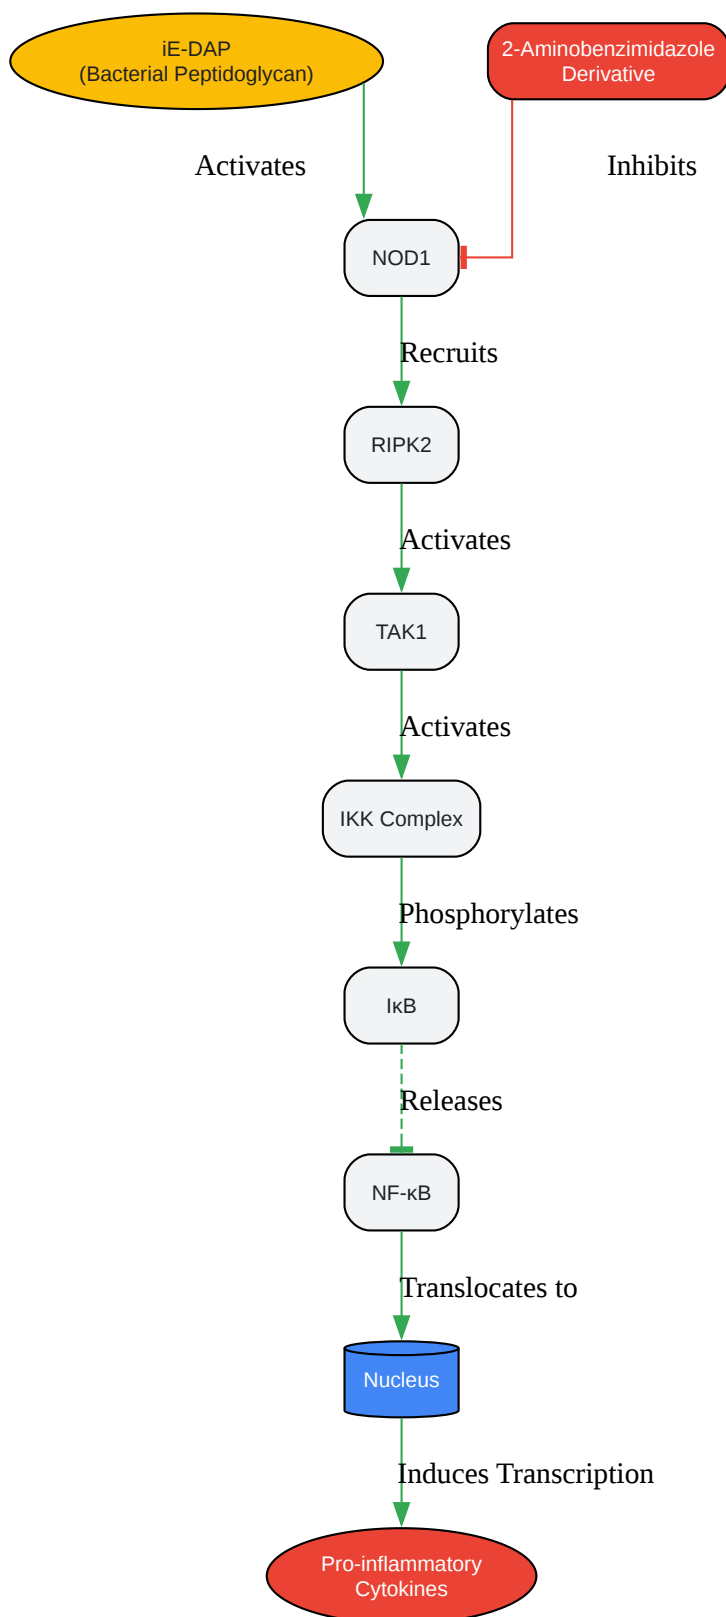 iE-DAP
(Bacterial Peptidoglycan)
2-Aminobenzimidazole
Derivative
Activates
Inhibits
NOD1
Recruits
RIPK2
Activates
TAK1
Activates
IKK Complex
Phosphorylates
IκB
Releases
NF-κB
Translocates to
Nucleus
Induces Transcription
Pro-inflammatory
Cytokines